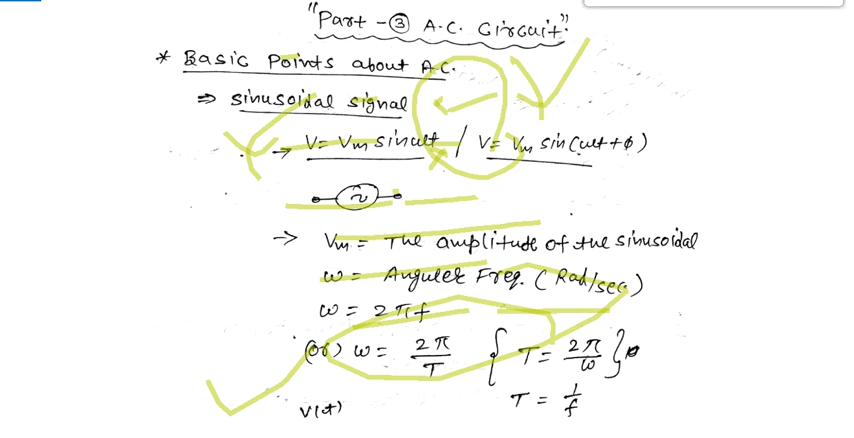 "Part-③ A.C. Circuit".
* Basic Points about A.C.
⇒ sinusoidal signal
→ V = Vm sinωt / V = Vm sin(ωt+φ)
~
→ Vm = The amplitude of the sinusoidal
ω = Anguler Freq. (Rad/sec)
ω = 2πf
(or) ω = 2π/T { T = 2π/ω }
T = 1/f
V(t)